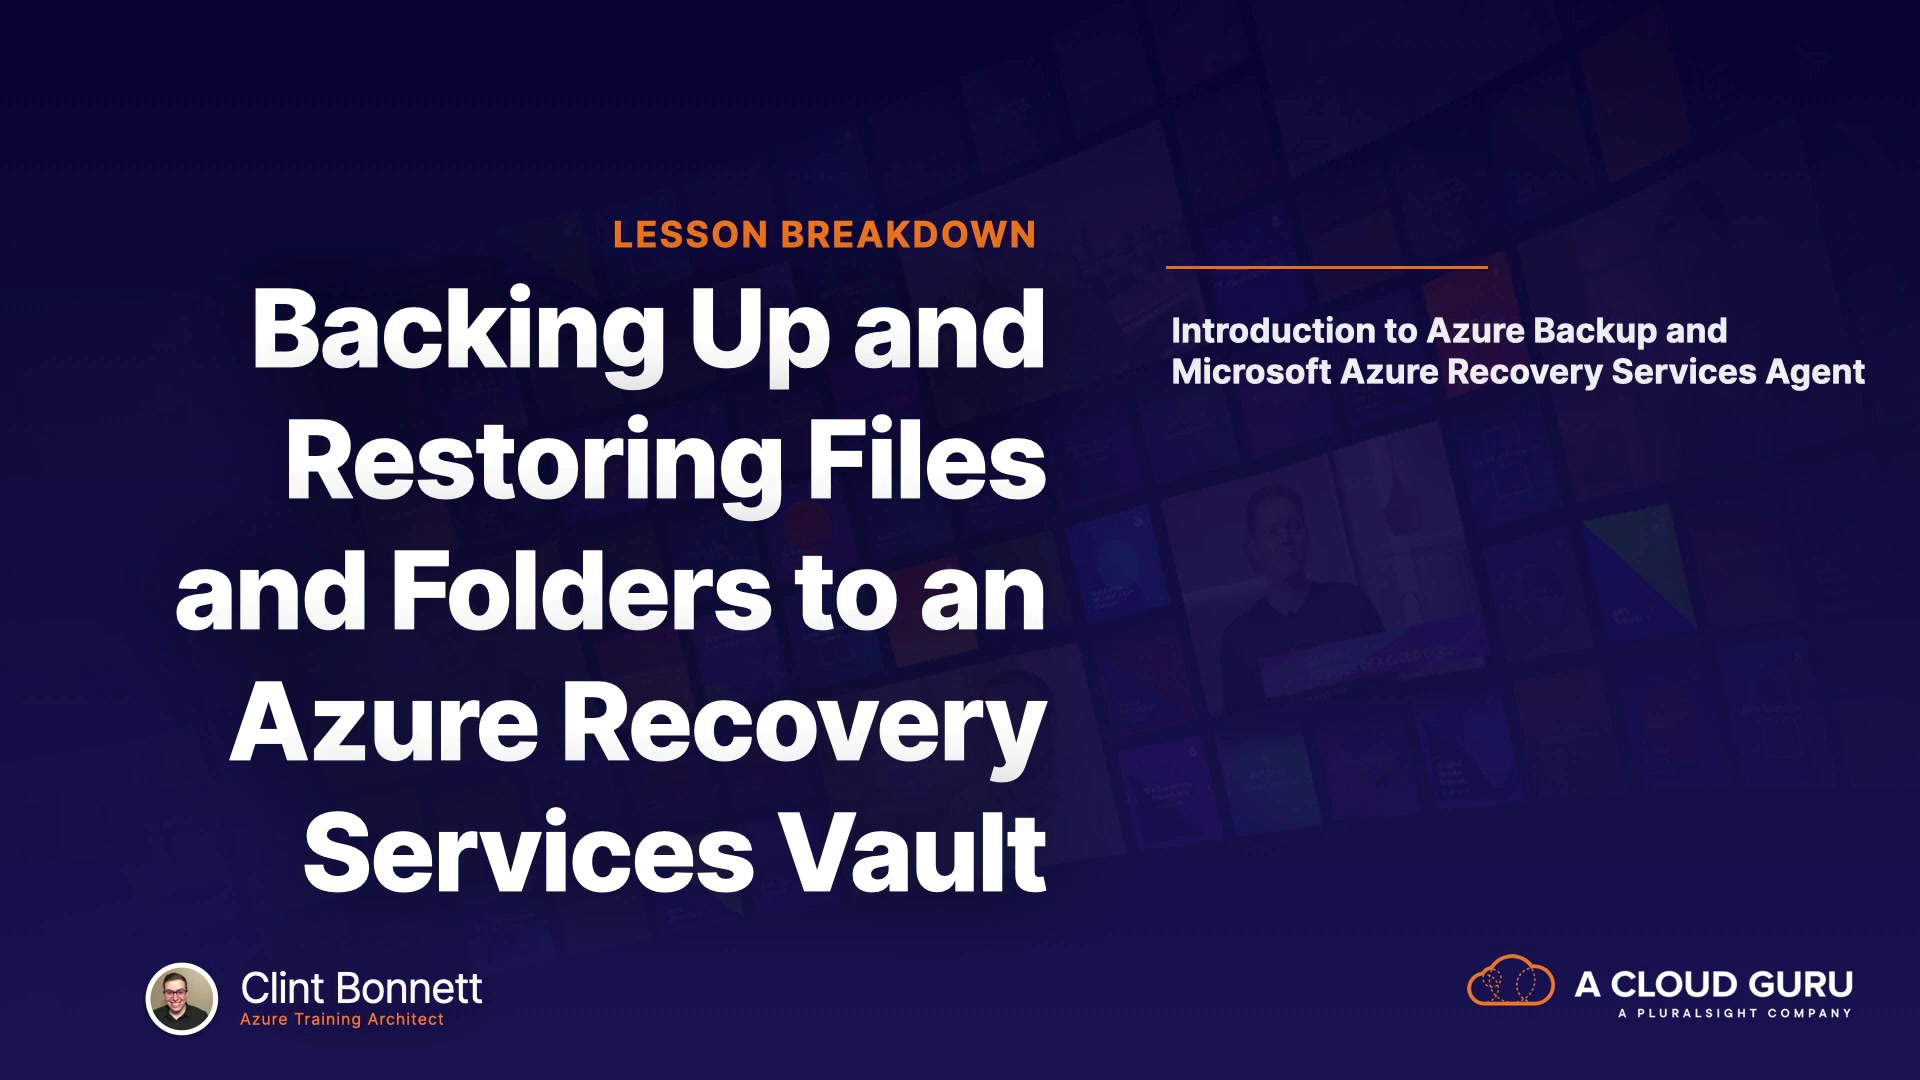 LESSON BREAKDOWN
Backing Up and
Restoring Files
and Folders to an
Azure Recovery
Services Vault
Introduction to Azure Backup and
Microsoft Azure Recovery Services Agent
Clint Bonnett
Azure Training Architect
A CLOUD GURU
A PLURALSIGHT COMPANY